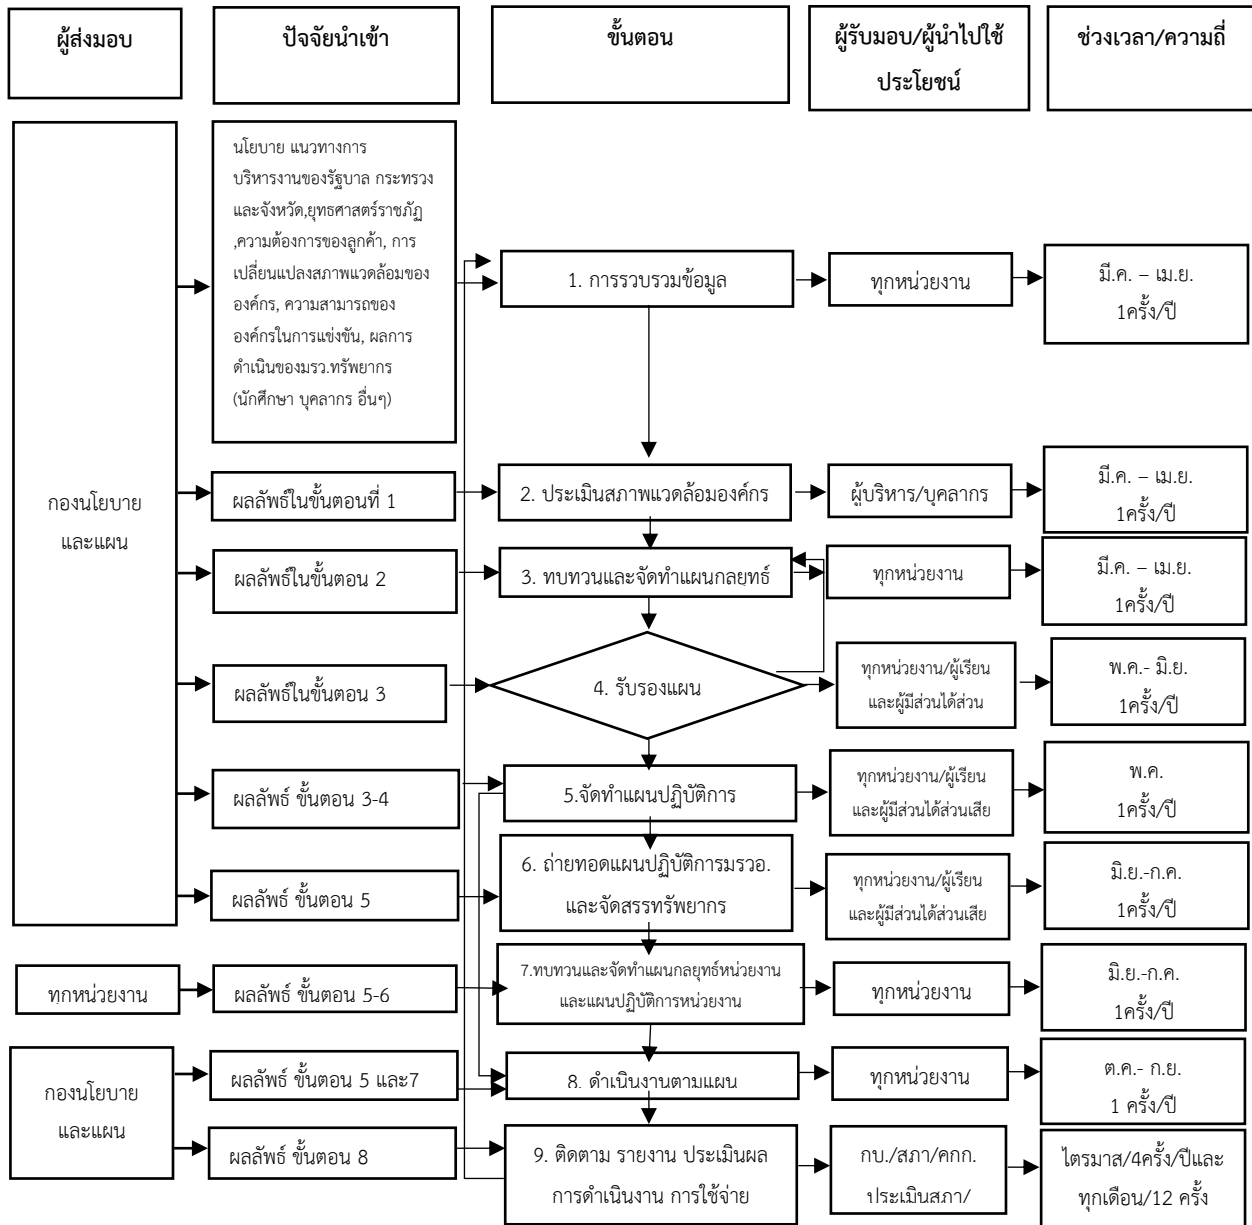 ผู้ส่งมอบ
ปัจจัยนำเข้า
ขั้นตอน
ผู้รับมอบ/ผู้นำไปใช้
ประโยชน์
ช่วงเวลา/ความถี่
กองนโยบาย
และแผน
นโยบาย แนวทางการ
บริหารงานของรัฐบาล กระทรวง
และจังหวัด,ยุทธศาสตร์ราชภัฏ
,ความต้องการของลูกค้า, การ
เปลี่ยนแปลงสภาพแวดล้อมของ
องค์กร, ความสามารถของ
องค์กรในการแข่งขัน, ผลการ
ดำเนินของมรว.ทรัพยากร
(นักศึกษา บุคลากร อื่นๆ)
1. การรวบรวมข้อมูล
ทุกหน่วยงาน
มี.ค. – เม.ย.
1ครั้ง/ปี
ผลลัพธ์ในขั้นตอนที่ 1
2. ประเมินสภาพแวดล้อมองค์กร
ผู้บริหาร/บุคลากร
มี.ค. – เม.ย.
1ครั้ง/ปี
ผลลัพธ์ในขั้นตอน 2
3. ทบทวนและจัดทำแผนกลยุทธ์
ทุกหน่วยงาน
มี.ค. – เม.ย.
1ครั้ง/ปี
ผลลัพธ์ในขั้นตอน 3
4. รับรองแผน
ทุกหน่วยงาน/ผู้เรียน
และผู้มีส่วนได้ส่วน
พ.ค.- มิ.ย.
1ครั้ง/ปี
ผลลัพธ์ ขั้นตอน 3-4
5.จัดทำแผนปฏิบัติการ
ทุกหน่วยงาน/ผู้เรียน
และผู้มีส่วนได้ส่วนเสีย
พ.ค.
1ครั้ง/ปี
ผลลัพธ์ ขั้นตอน 5
6. ถ่ายทอดแผนปฏิบัติการมรวอ.
และจัดสรรทรัพยากร
ทุกหน่วยงาน/ผู้เรียน
และผู้มีส่วนได้ส่วนเสีย
มิ.ย.-ก.ค.
1ครั้ง/ปี
ทุกหน่วยงาน
ผลลัพธ์ ขั้นตอน 5-6
7.ทบทวนและจัดทำแผนกลยุทธ์หน่วยงาน
และแผนปฏิบัติการหน่วยงาน
ทุกหน่วยงาน
มิ.ย.-ก.ค.
1ครั้ง/ปี
กองนโยบาย
และแผน
ผลลัพธ์ ขั้นตอน 5 และ7
8. ดำเนินงานตามแผน
ทุกหน่วยงาน
ต.ค.- ก.ย.
1 ครั้ง/ปี
ผลลัพธ์ ขั้นตอน 8
9. ติดตาม รายงาน ประเมินผล
การดำเนินงาน การใช้จ่าย
กบ./สภา/คกก.
ประเมินสภา/
ไตรมาส/4ครั้ง/ปีและ
ทุกเดือน/12 ครั้ง